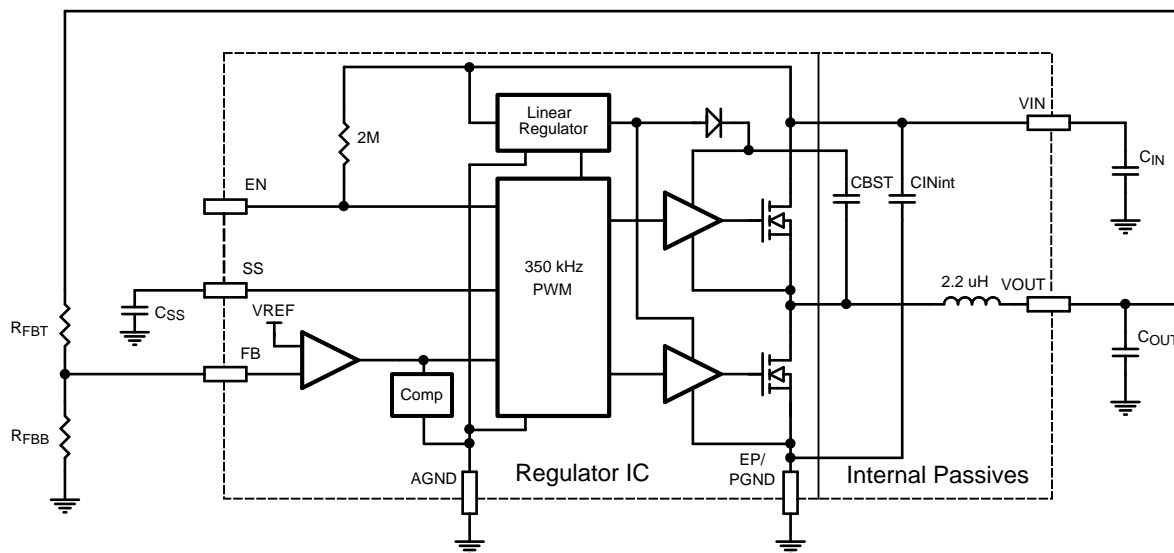 VIN
Linear
Regulator
2M
CIN
CBST
CINint
EN
350 kHz
PWM
SS
2.2 uH
VOUT
CSS
VREF
RFBT
COUT
FB
Comp
RFBB
EP/
PGND
AGND
Regulator IC
Internal Passives